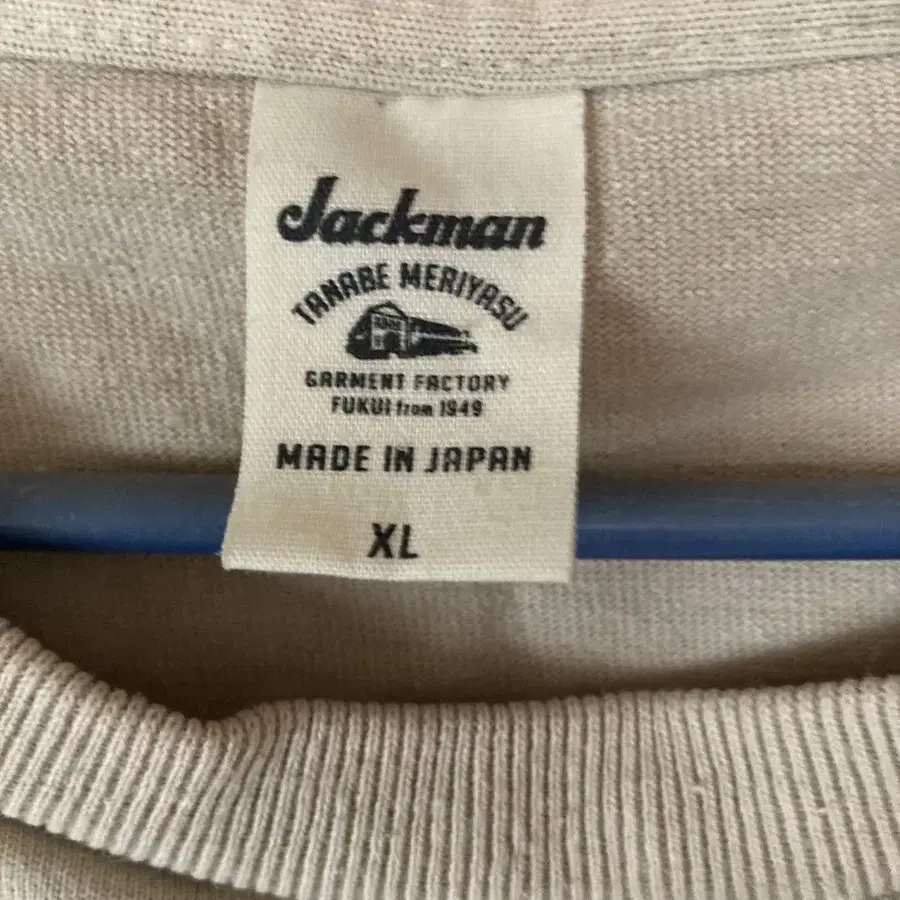 Jackman
TANABE MERIYASU
GARMENT FACTORY
FUKUI from 1949
MADE IN JAPAN
XL